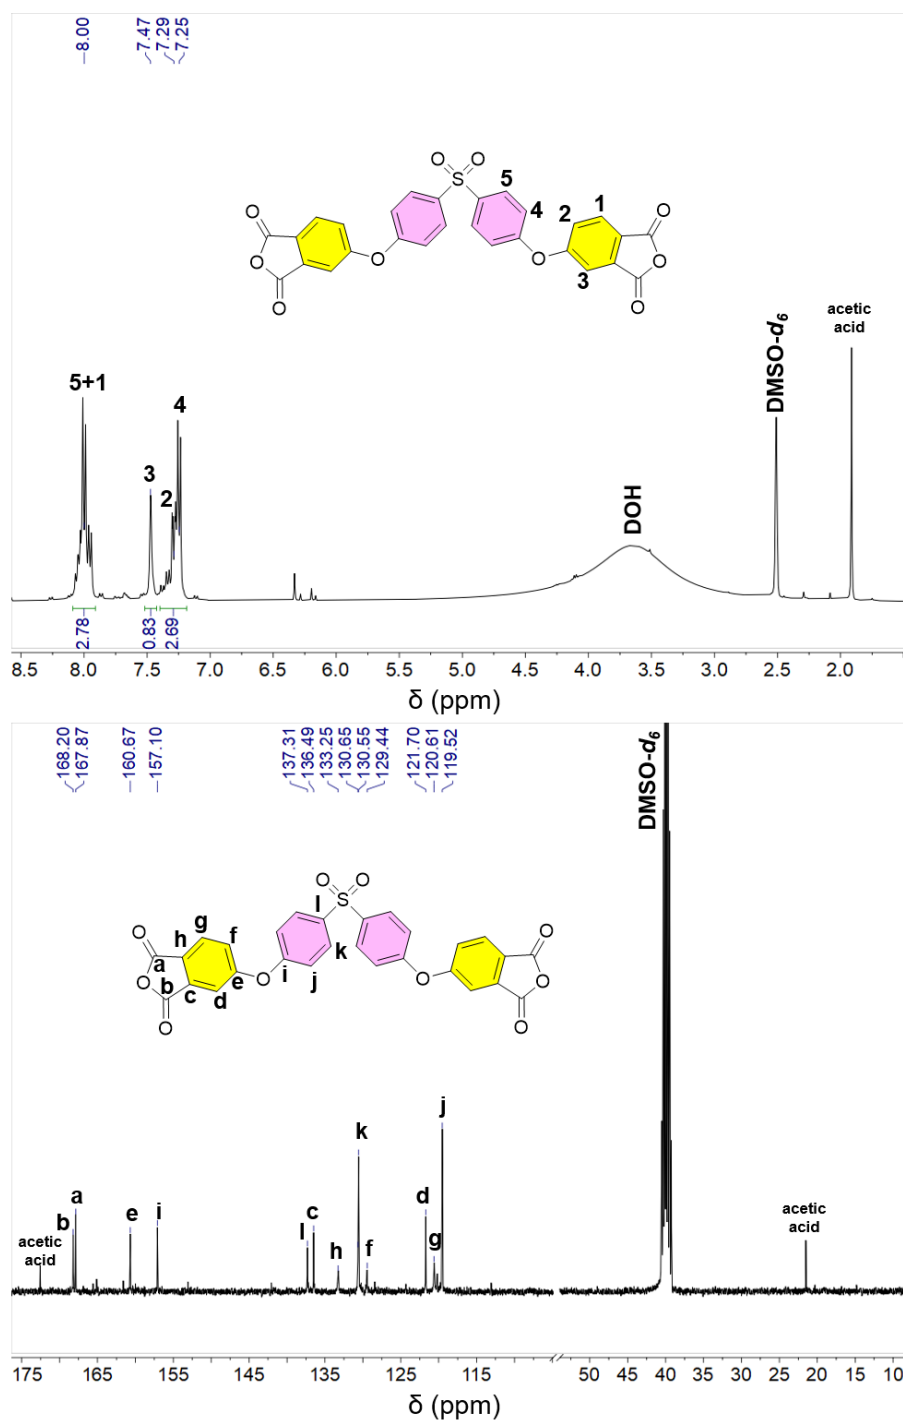 8.00
7.47
7.29
7.25
O O
S
5
4
2
1
3
O
O
O
O
O
O
O
O
5+1
3
2
4
DOH
DMSO-d6
acetic
acid
2.78
0.83
2.69
8.5 8.0 7.5 7.0 6.5 6.0 5.5 5.0 4.5 4.0 3.5 3.0 2.5 2.0
δ (ppm)
168.20
167.87
160.67
157.10
137.31
136.49
133.25
130.65
130.55
129.44
121.70
120.61
119.52
DMSO-d6
O O
S
l
k
i
j
g
h
f
a
b
c
d
e
O
O
O
O
O
O
O
O
acetic
acid
b
a
e
i
l
c
h
k
f
d
g
j
acetic
acid
175 165 155 145 135 125 115 50 40 30 25 20 15 10
δ (ppm)